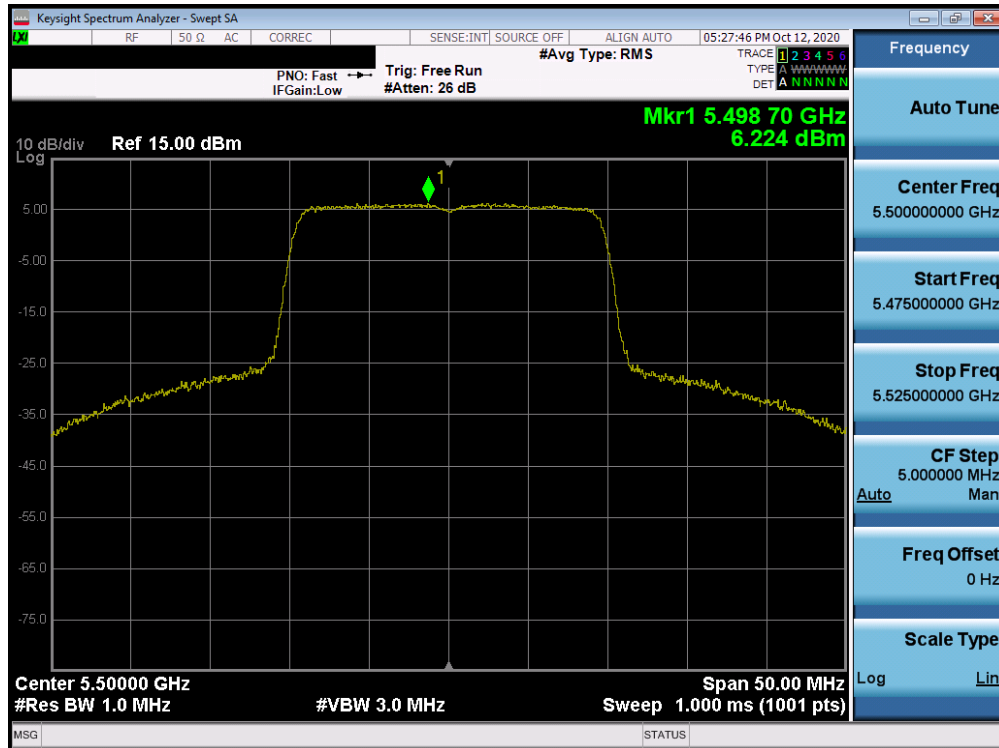 Keysight Spectrum Analyzer - Swept SA
LXI RF 50 Ω AC CORREC SENSE:INT SOURCE OFF ALIGN AUTO 05:27:46 PM Oct 12, 2020
#Avg Type: RMS
PNO: Fast
IFGain:Low
Trig: Free Run
#Atten: 26 dB
TRACE 1 2 3 4 5 6
TYPE A WWWWW
DET A N N N N N
Mkr1 5.498 70 GHz
6.224 dBm
10 dB/div Ref 15.00 dBm
Log
1
5.00
-5.00
-15.0
-25.0
-35.0
-45.0
-55.0
-65.0
-75.0
Center 5.50000 GHz Span 50.00 MHz
#Res BW 1.0 MHz #VBW 3.0 MHz Sweep 1.000 ms (1001 pts)
MSG STATUS
Frequency
Auto Tune
Center Freq
5.500000000 GHz
Start Freq
5.475000000 GHz
Stop Freq
5.525000000 GHz
CF Step
5.000000 MHz
Auto Man
Freq Offset
0 Hz
Scale Type
Log Lin